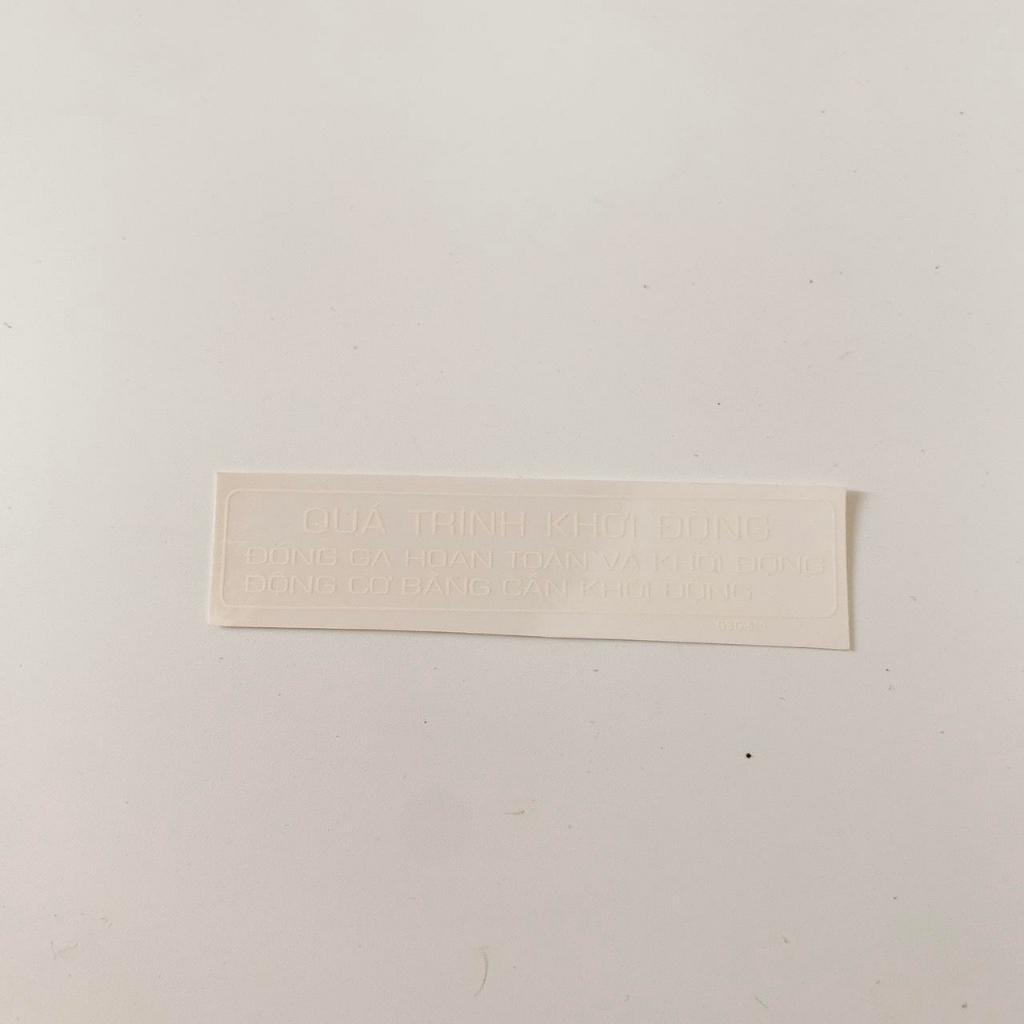 QUÁ TRÌNH KHỞI ĐỘNG
ĐÓNG GA HOÀN TOÀN VÀ KHỞI ĐỘNG
ĐỘNG CƠ BẰNG CẦN KHỞI ĐỘNG